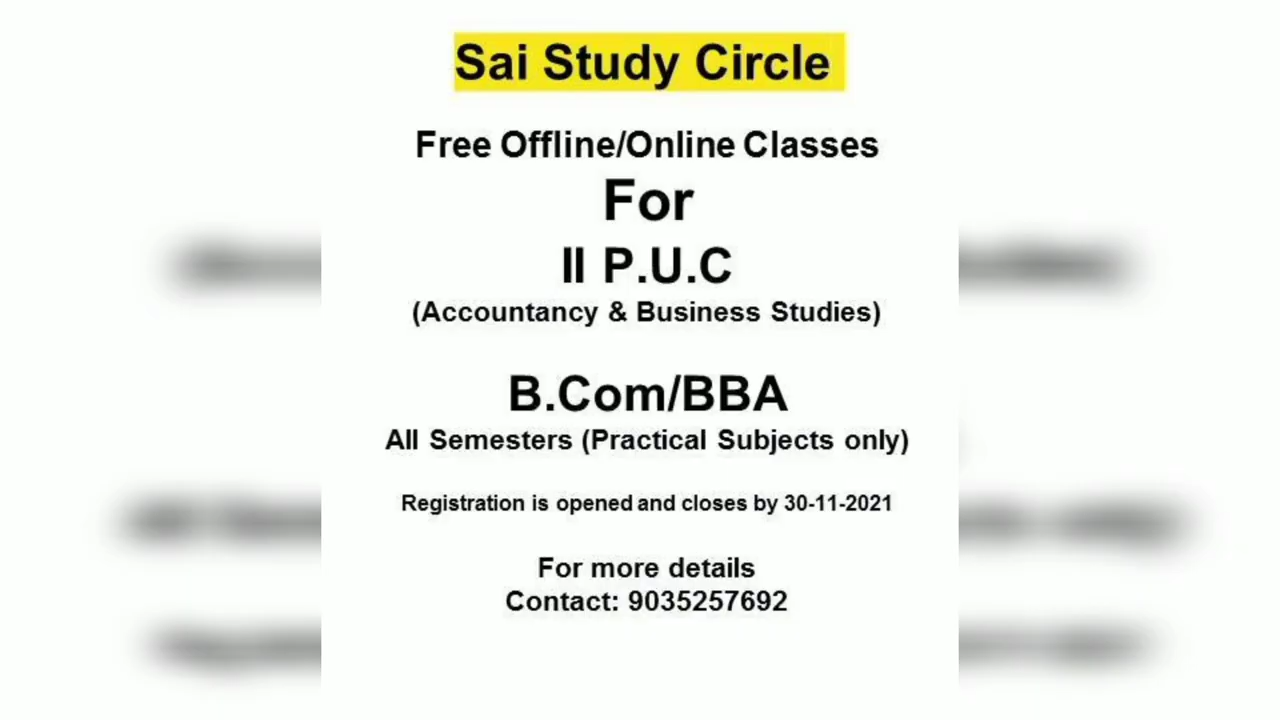 Sai Study Circle
Free Offline/Online Classes
For
II P.U.C
(Accountancy & Business Studies)
B.Com/BBA
All Semesters (Practical Subjects only)
Registration is opened and closes by 30-11-2021
For more details
Contact: 9035257692